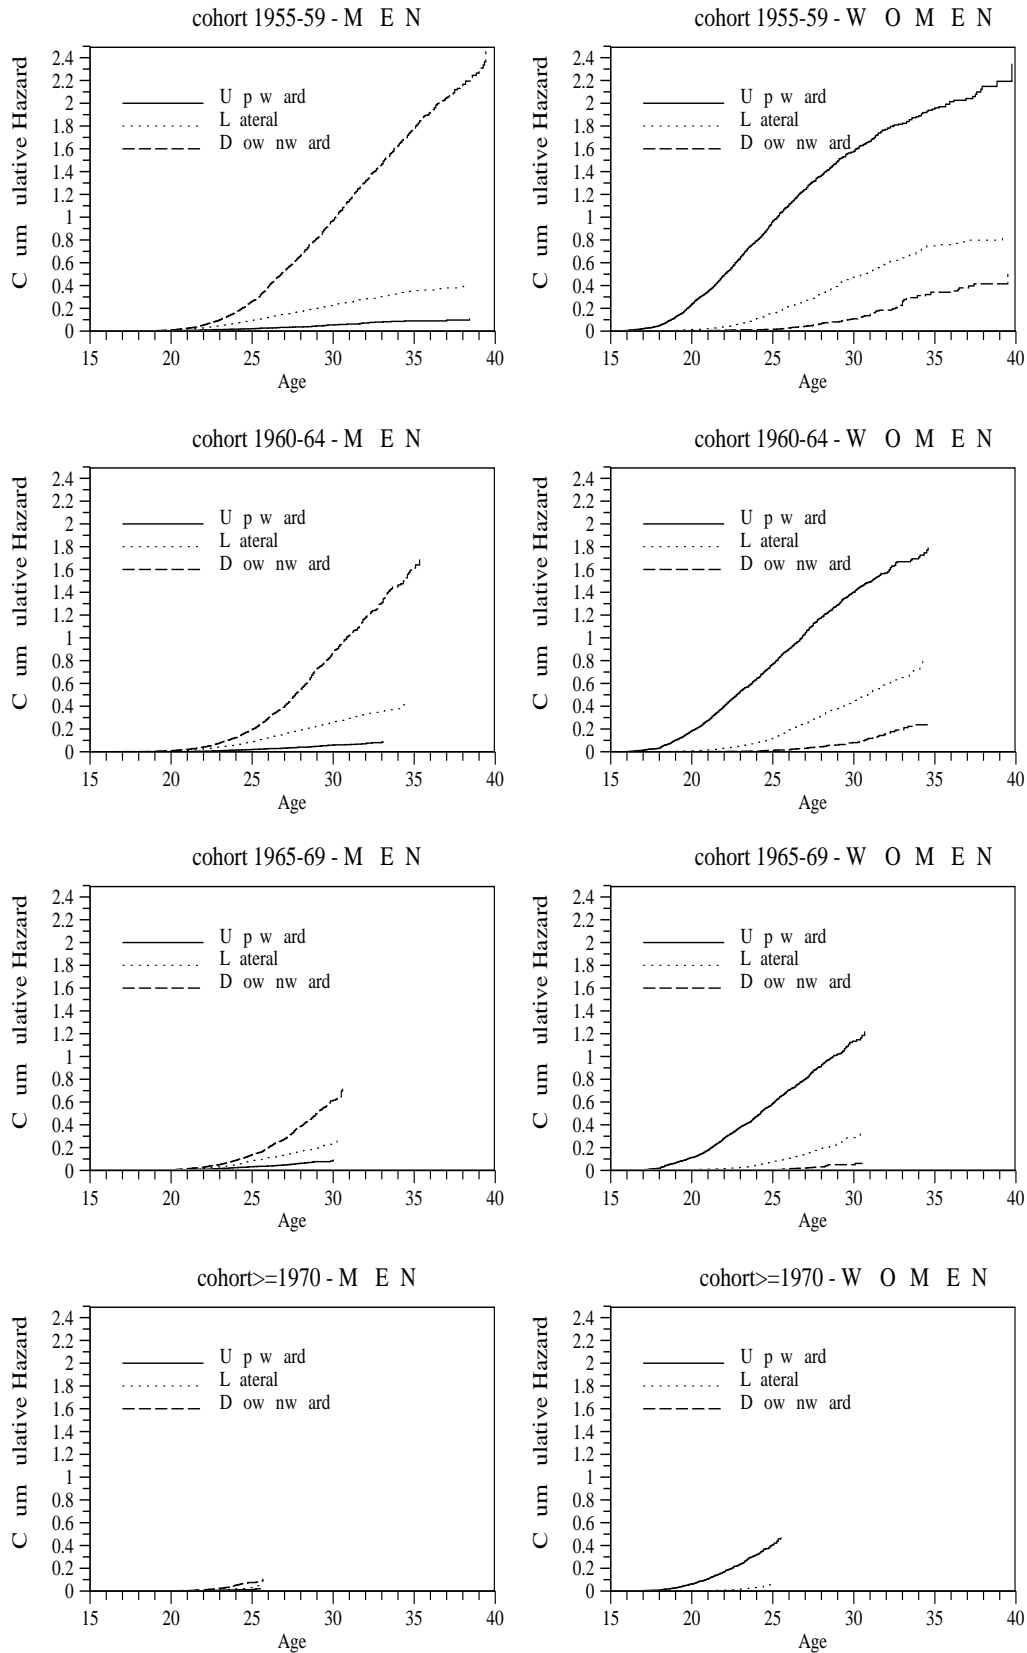 cohort 1955-59 - M E N
2.4
2.2
2
1.8
1.6
1.4
1.2
1
0.8
0.6
0.4
0.2
0
C um ulative Hazard
U p w ard
L ateral
D ow nw ard
15 20 25 30 35 40
Age
cohort 1955-59 - W O M E N
2.4
2.2
2
1.8
1.6
1.4
1.2
1
0.8
0.6
0.4
0.2
0
C um ulative Hazard
U p w ard
L ateral
D ow nw ard
15 20 25 30 35 40
Age
cohort 1960-64 - M E N
2.4
2.2
2
1.8
1.6
1.4
1.2
1
0.8
0.6
0.4
0.2
0
C um ulative Hazard
U p w ard
L ateral
D ow nw ard
15 20 25 30 35 40
Age
cohort 1960-64 - W O M E N
2.4
2.2
2
1.8
1.6
1.4
1.2
1
0.8
0.6
0.4
0.2
0
C um ulative Hazard
U p w ard
L ateral
D ow nw ard
15 20 25 30 35 40
Age
cohort 1965-69 - M E N
2.4
2.2
2
1.8
1.6
1.4
1.2
1
0.8
0.6
0.4
0.2
0
C um ulative Hazard
U p w ard
L ateral
D ow nw ard
15 20 25 30 35 40
Age
cohort 1965-69 - W O M E N
2.4
2.2
2
1.8
1.6
1.4
1.2
1
0.8
0.6
0.4
0.2
0
C um ulative Hazard
U p w ard
L ateral
D ow nw ard
15 20 25 30 35 40
Age
cohort>=1970 - M E N
2.4
2.2
2
1.8
1.6
1.4
1.2
1
0.8
0.6
0.4
0.2
0
C um ulative Hazard
U p w ard
L ateral
D ow nw ard
15 20 25 30 35 40
Age
cohort>=1970 - W O M E N
2.4
2.2
2
1.8
1.6
1.4
1.2
1
0.8
0.6
0.4
0.2
0
C um ulative Hazard
U p w ard
L ateral
D ow nw ard
15 20 25 30 35 40
Age